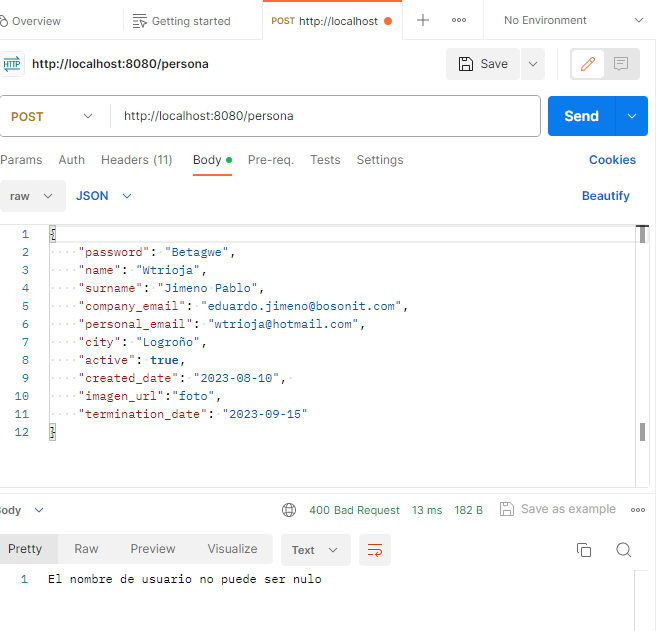 Overview
Getting started
POST http://localhost
No Environment
HTTP http://localhost:8080/persona
Save
POST
http://localhost:8080/persona
Send
Params Auth Headers (11) Body Pre-req. Tests Settings Cookies
raw JSON Beautify
1 {
2 "password": "Betagwe",
3 "name": "Wtrioja",
4 "surname": "Jimeno Pablo",
5 "company_email": "eduardo.jimeno@bosonit.com",
6 "personal_email": "wtrioja@hotmail.com",
7 "city": "Logroño",
8 "active": true,
9 "created_date": "2023-08-10",
10 "imagen_url":"foto",
11 "termination_date": "2023-09-15"
12 }
ody 400 Bad Request 13 ms 182 B Save as example
Pretty Raw Preview Visualize Text
1 El nombre de usuario no puede ser nulo